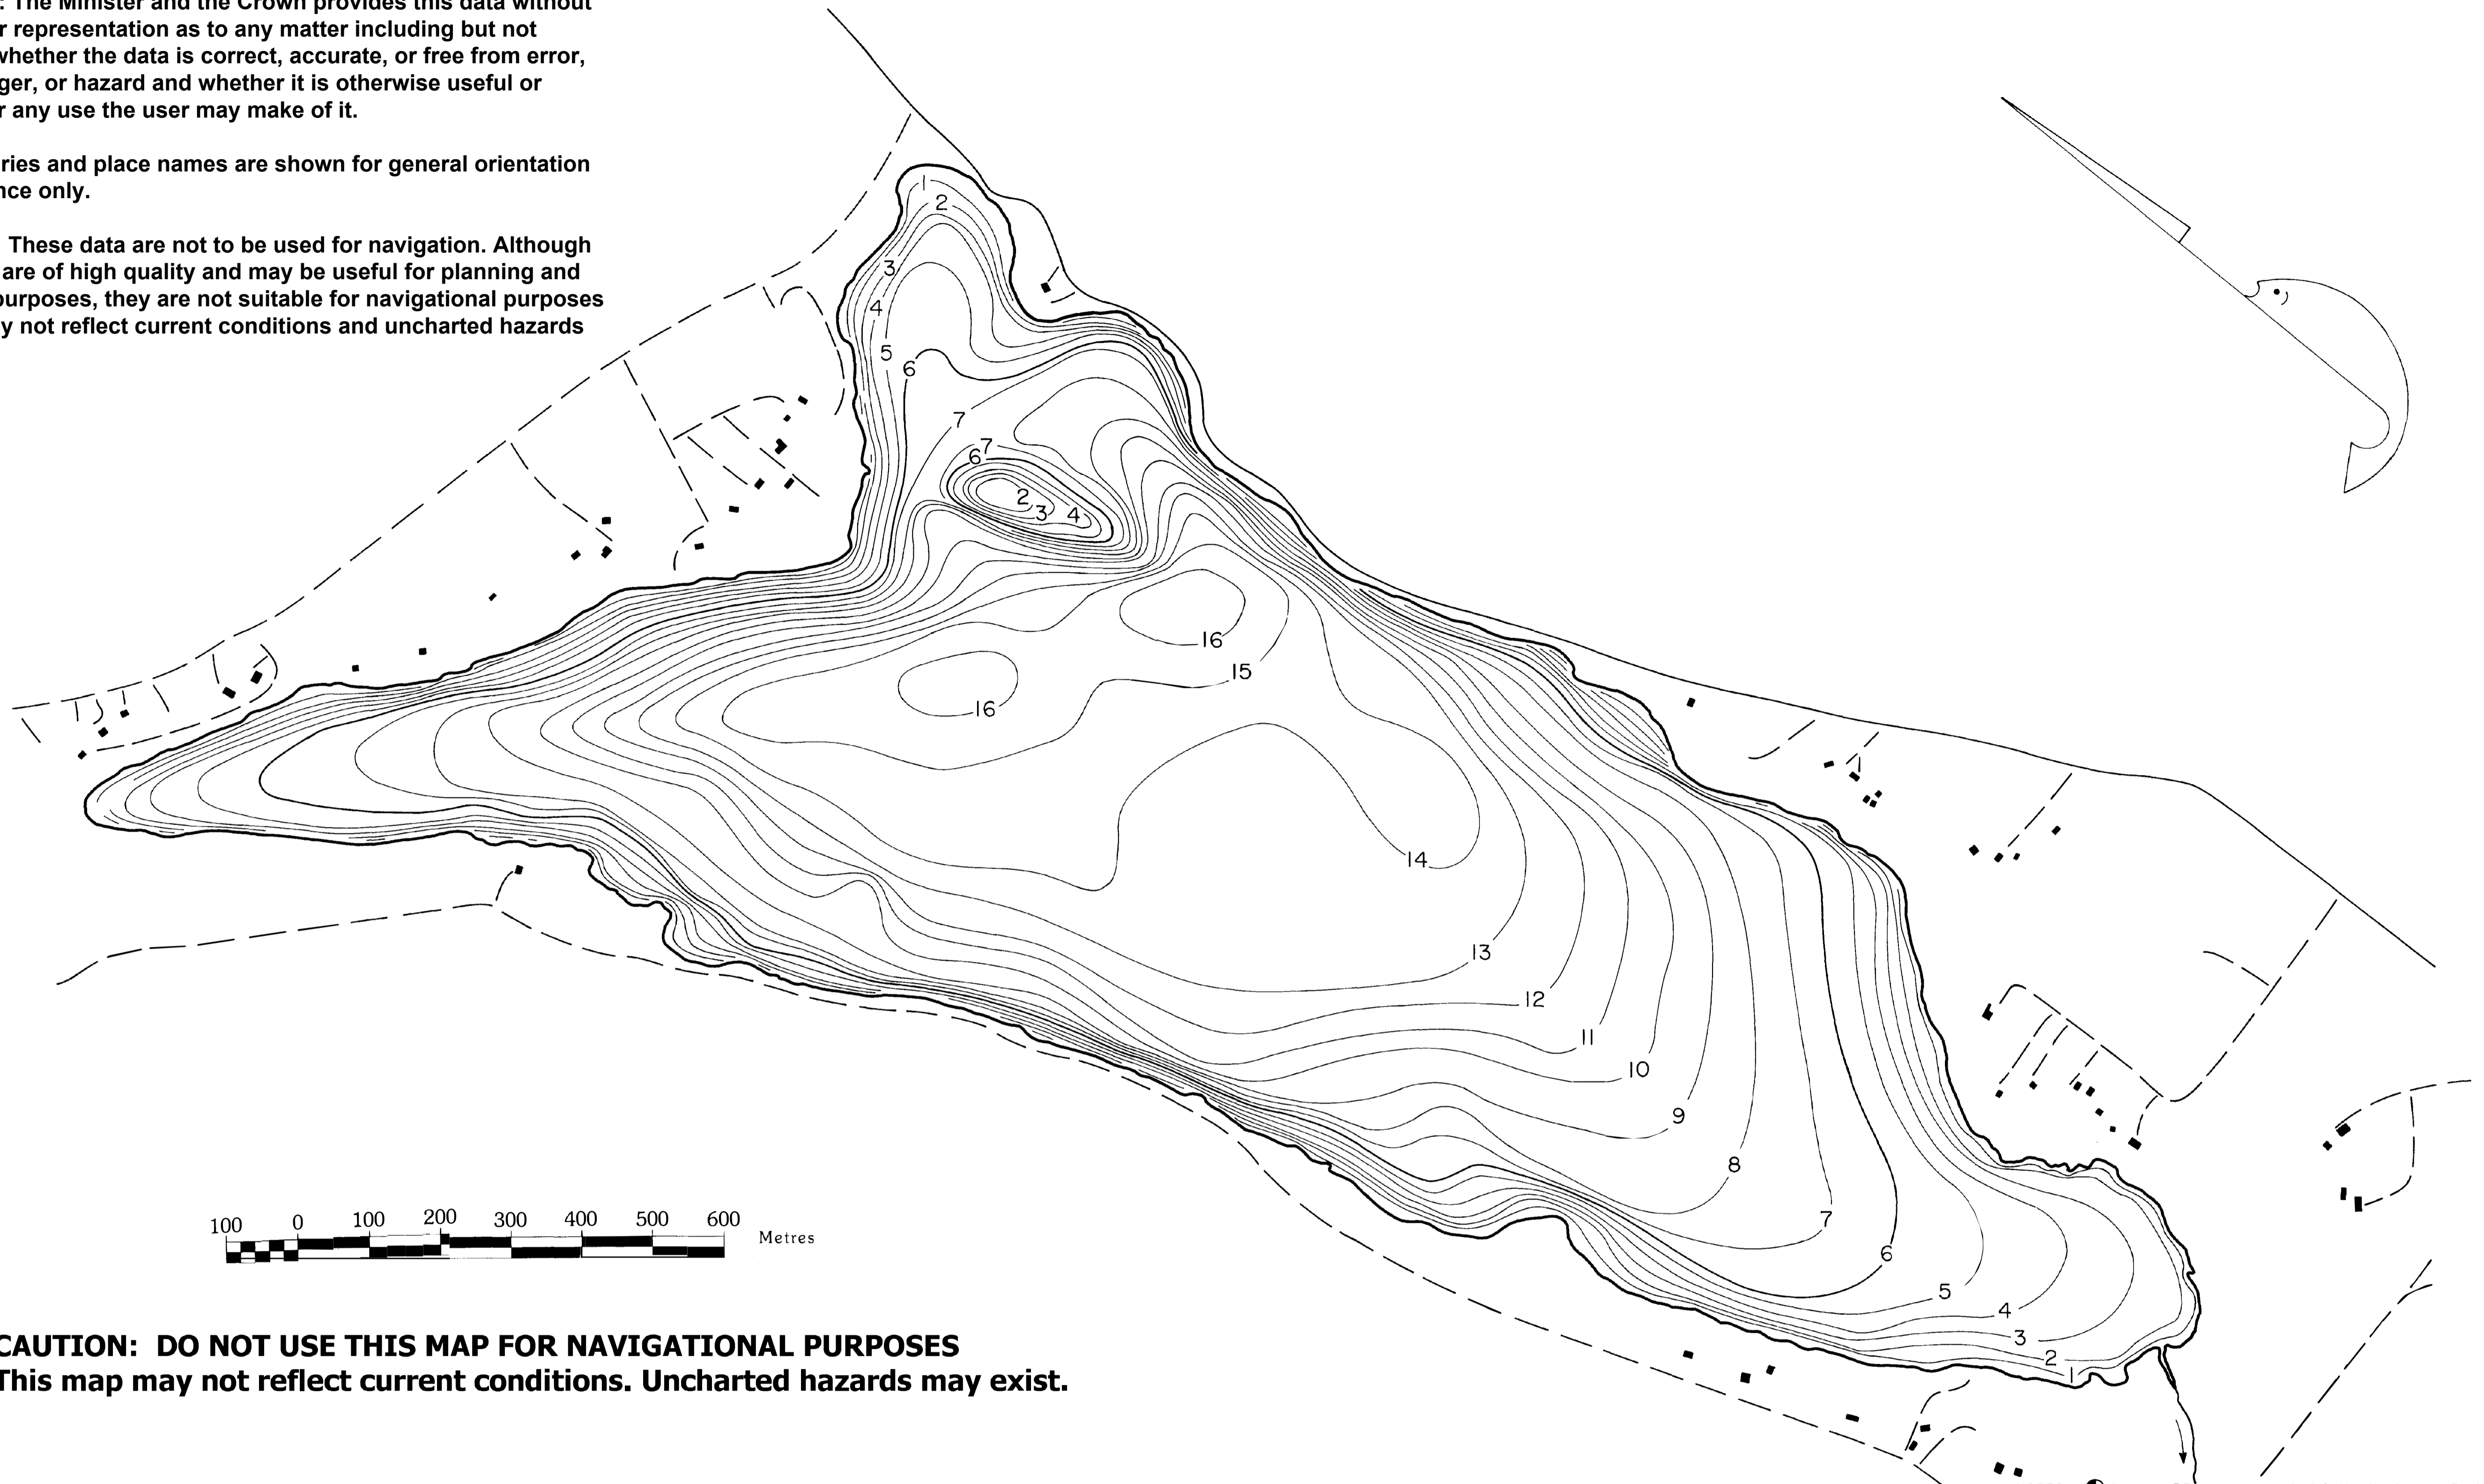 : The Minister and the Crown provides this data without
r representation as to any matter including but not
whether the data is correct, accurate, or free from error,
ger, or hazard and whether it is otherwise useful or
r any use the user may make of it.
ries and place names are shown for general orientation
nce only.
These data are not to be used for navigation. Although
are of high quality and may be useful for planning and
purposes, they are not suitable for navigational purposes
y not reflect current conditions and uncharted hazards
1
2
3
4
5
6
7
7
6
2
3
4
16
15
16
14
13
12
11
10
9
8
7
6
5
4
3
2
1
100 0 100 200 300 400 500 600
Metres
CAUTION: DO NOT USE THIS MAP FOR NAVIGATIONAL PURPOSES
This map may not reflect current conditions. Uncharted hazards may exist.